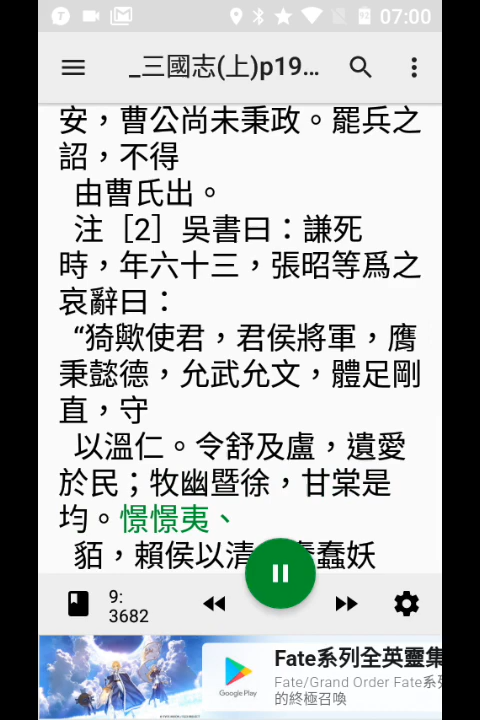 07:00
_三國志(上)p19...
安，曹公尚未秉政。罷兵之
詔，不得
由曹氏出。
注［2］吳書曰：謙死
時，年六十三，張昭等爲之
哀辭曰：
“猗歟使君，君侯將軍，膺
秉懿德，允武允文，體足剛
直，守
以溫仁。令舒及盧，遺愛
於民；牧幽暨徐，甘棠是
均。憬憬夷、
貊，賴侯以清 蠢妖
9:
3682
Google Play
Fate系列全英靈集
Fate/Grand Order Fate系
的終極召喚